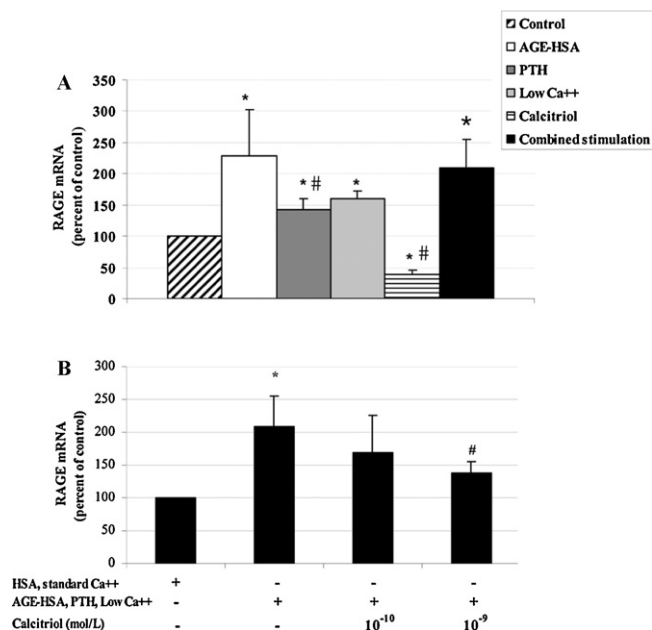 Control
AGE-HSA
PTH
Low Ca++
Calcitriol
Combined stimulation
A
RAGE mRNA
(percent of control)
350
300
250
200
150
100
50
0
*
* #
*
* #
*
B
RAGE mRNA
(percent of control)
300
250
200
150
100
50
0
*
#
HSA, standard Ca++ + - - -
AGE-HSA, PTH, Low Ca++ - + + +
Calcitriol (mol/L) - - 10⁻¹⁰ 10⁻⁹